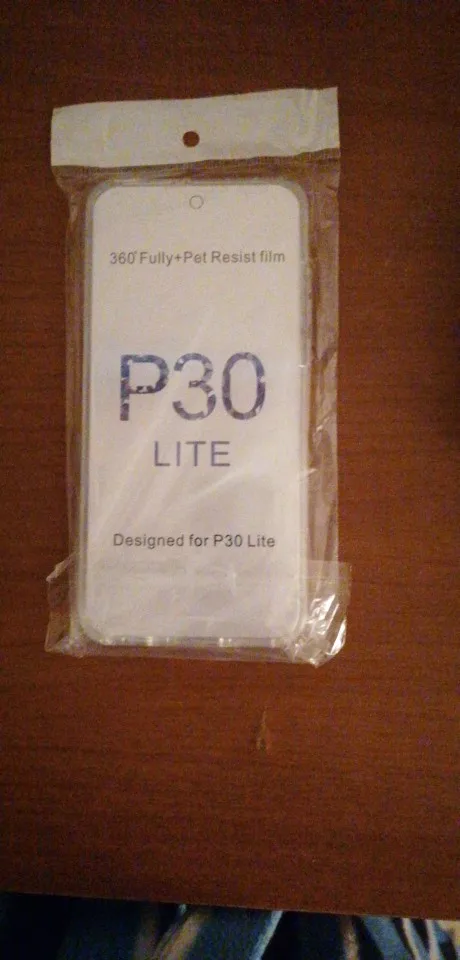 360°Fully+Pet Resist film
P30
LITE
Designed for P30 Lite